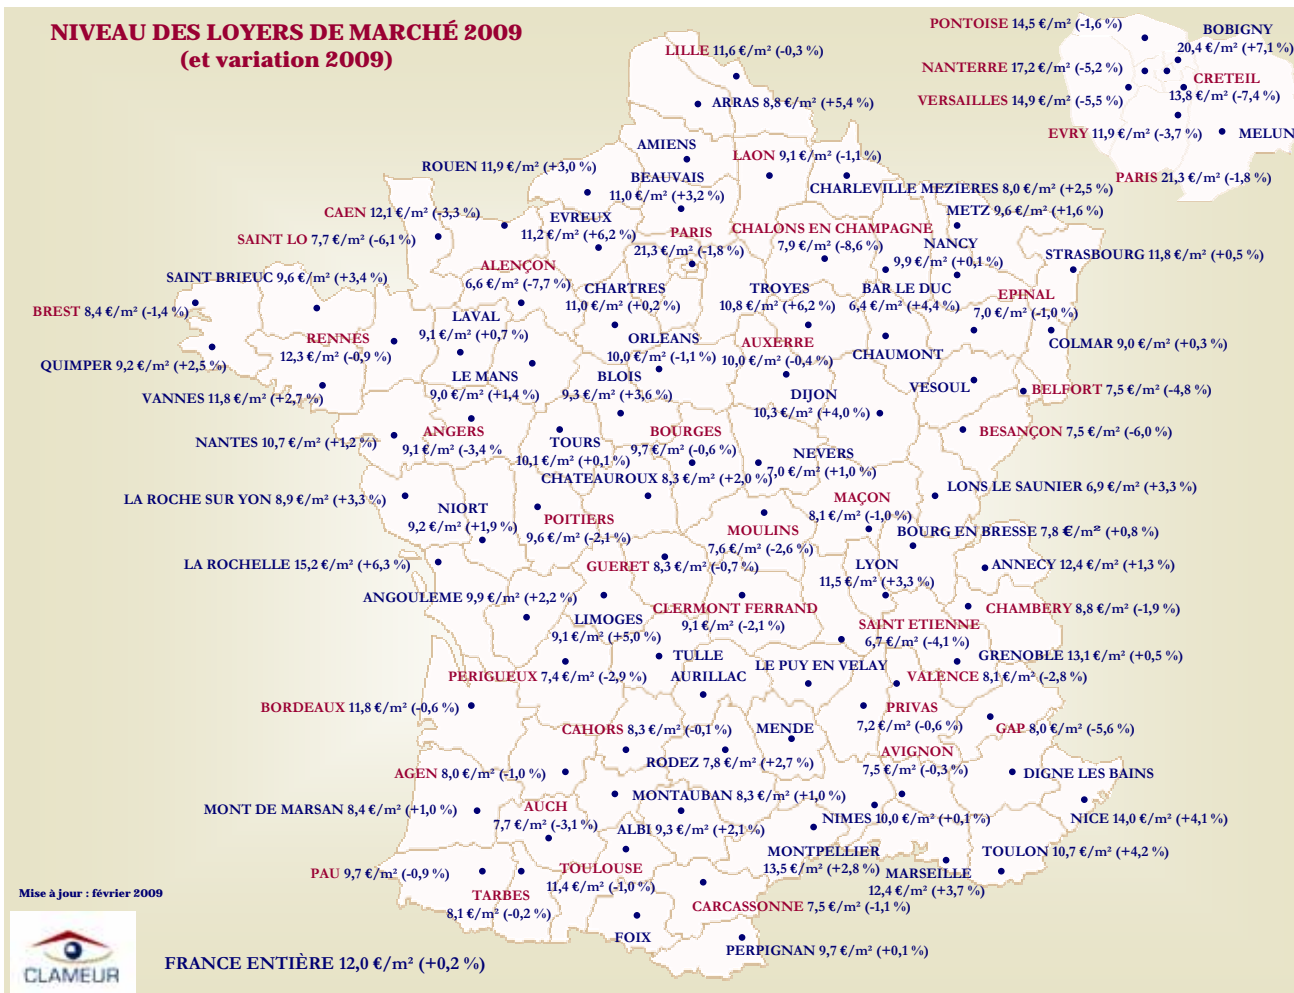 NIVEAU DES LOYERS DE MARCHÉ 2009
(et variation 2009)
PONTOISE 14,5 €/m² (-1,6 %)
BOBIGNY
20,4 €/m² (+7,1 %)
NANTERRE 17,2 €/m² (-5,2 %)
CRETEIL
13,8 €/m² (-7,4 %)
VERSAILLES 14,9 €/m² (-5,5 %)
EVRY 11,9 €/m² (-3,7 %)
MELUN
PARIS 21,3 €/m² (-1,8 %)
LILLE 11,6 €/m² (-0,3 %)
ARRAS 8,8 €/m² (+5,4 %)
AMIENS
LAON 9,1 €/m² (-1,1 %)
ROUEN 11,9 €/m² (+3,0 %)
BEAUVAIS
11,0 €/m² (+3,2 %)
CHARLEVILLE MEZIERES 8,0 €/m² (+2,5 %)
CAEN 12,1 €/m² (-3,3 %)
EVREUX
11,2 €/m² (+6,2 %)
METZ 9,6 €/m² (+1,6 %)
SAINT LO 7,7 €/m² (-6,1 %)
PARIS
21,3 €/m² (-1,8 %)
CHALONS EN CHAMPAGNE
7,9 €/m² (-8,6 %)
NANCY
9,9 €/m² (+0,1 %)
STRASBOURG 11,8 €/m² (+0,5 %)
ALENÇON
6,6 €/m² (-7,7 %)
SAINT BRIEUC 9,6 €/m² (+3,4 %)
CHARTRES
11,0 €/m² (+0,2 %)
TROYES
10,8 €/m² (+6,2 %)
BAR LE DUC
6,4 €/m² (+4,4 %)
EPINAL
7,0 €/m² (-1,0 %)
BREST 8,4 €/m² (-1,4 %)
LAVAL
9,1 €/m² (+0,7 %)
RENNES
12,3 €/m² (-0,9 %)
ORLEANS
10,0 €/m² (-1,1 %)
AUXERRE
10,0 €/m² (-0,4 %)
CHAUMONT
COLMAR 9,0 €/m² (+0,3 %)
QUIMPER 9,2 €/m² (+2,5 %)
LE MANS
9,0 €/m² (+1,4 %)
BLOIS
9,3 €/m² (+3,6 %)
VESOUL
BELFORT 7,5 €/m² (-4,8 %)
VANNES 11,8 €/m² (+2,7 %)
DIJON
10,3 €/m² (+4,0 %)
NANTES 10,7 €/m² (+1,2 %)
ANGERS
9,1 €/m² (-3,4 %
TOURS
10,1 €/m² (+0,1 %)
BOURGES
9,7 €/m² (-0,6 %)
BESANÇON 7,5 €/m² (-6,0 %)
NEVERS
7,0 €/m² (+1,0 %)
CHATEAUROUX 8,3 €/m² (+2,0 %)
LA ROCHE SUR YON 8,9 €/m² (+3,3 %)
LONS LE SAUNIER 6,9 €/m² (+3,3 %)
NIORT
9,2 €/m² (+1,9 %)
POITIERS
9,6 €/m² (-2,1 %)
MAÇON
8,1 €/m² (-1,0 %)
MOULINS
7,6 €/m² (-2,6 %)
BOURG EN BRESSE 7,8 €/m² (+0,8 %)
LA ROCHELLE 15,2 €/m² (+6,3 %)
GUERET 8,3 €/m² (-0,7 %)
LYON
11,5 €/m² (+3,3 %)
ANNECY 12,4 €/m² (+1,3 %)
ANGOULEME 9,9 €/m² (+2,2 %)
LIMOGES
9,1 €/m² (+5,0 %)
CLERMONT FERRAND
9,1 €/m² (-2,1 %)
CHAMBERY 8,8 €/m² (-1,9 %)
SAINT ETIENNE
6,7 €/m² (-4,1 %)
TULLE
GRENOBLE 13,1 €/m² (+0,5 %)
PERIGUEUX 7,4 €/m² (-2,9 %)
AURILLAC
LE PUY EN VELAY
VALENCE 8,1 €/m² (-2,8 %)
BORDEAUX 11,8 €/m² (-0,6 %)
PRIVAS
7,2 €/m² (-0,6 %)
CAHORS 8,3 €/m² (-0,1 %)
MENDE
GAP 8,0 €/m² (-5,6 %)
RODEZ 7,8 €/m² (+2,7 %)
AVIGNON
7,5 €/m² (-0,3 %)
AGEN 8,0 €/m² (-1,0 %)
DIGNE LES BAINS
MONT DE MARSAN 8,4 €/m² (+1,0 %)
AUCH
7,7 €/m² (-3,1 %)
MONTAUBAN 8,3 €/m² (+1,0 %)
ALBI 9,3 €/m² (+2,1 %)
NIMES 10,0 €/m² (+0,1 %)
NICE 14,0 €/m² (+4,1 %)
MONTPELLIER
13,5 €/m² (+2,8 %)
TOULON 10,7 €/m² (+4,2 %)
MARSEILLE
12,4 €/m² (+3,7 %)
PAU 9,7 €/m² (-0,9 %)
TOULOUSE
11,4 €/m² (-1,0 %)
TARBES
8,1 €/m² (-0,2 %)
CARCASSONNE 7,5 €/m² (-1,1 %)
FOIX
PERPIGNAN 9,7 €/m² (+0,1 %)
Mise à jour : février 2009
CLAMEUR
FRANCE ENTIÈRE 12,0 €/m² (+0,2 %)